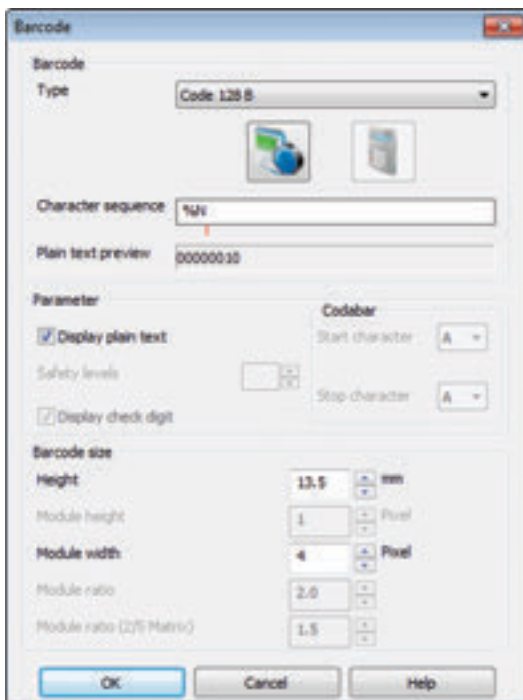 Barcode
Barcode
Type Code 128 B
Character sequence %N
Plain text preview 00000010
Parameter
Codabar
Display plain text
Start character A
Safety levels
Stop character A
Display check digit
Barcode size
Height 13.5 mm
Module height 1 Pixel
Module width 4 Pixel
Module ratio 2.0
Module ratio (2/5 Matrix) 1.5
OK Cancel Help